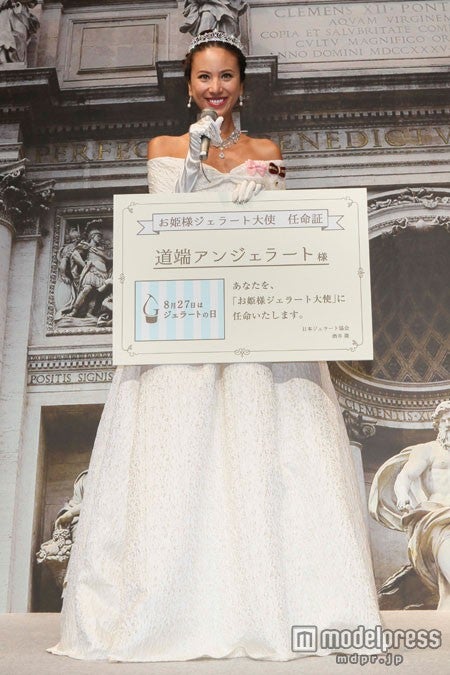 CLEMENS XII · PONT
AQVAM VIRGINEM
COPIA ET SALVBRITATE COM
CVLTV MAGNIFICO
ANNO DOMINI MDCCXXXV
PERFEC
BENEDICTVS
POSITIS SIGNIS
CLEMENTIS
お姫様ジェラート大使 任命証
道端アンジェラート様
8月27日は
ジェラートの日
あなたを、
「お姫様ジェラート大使」に
任命いたします。
日本ジェラート協会
modelpress
mdpr.jp